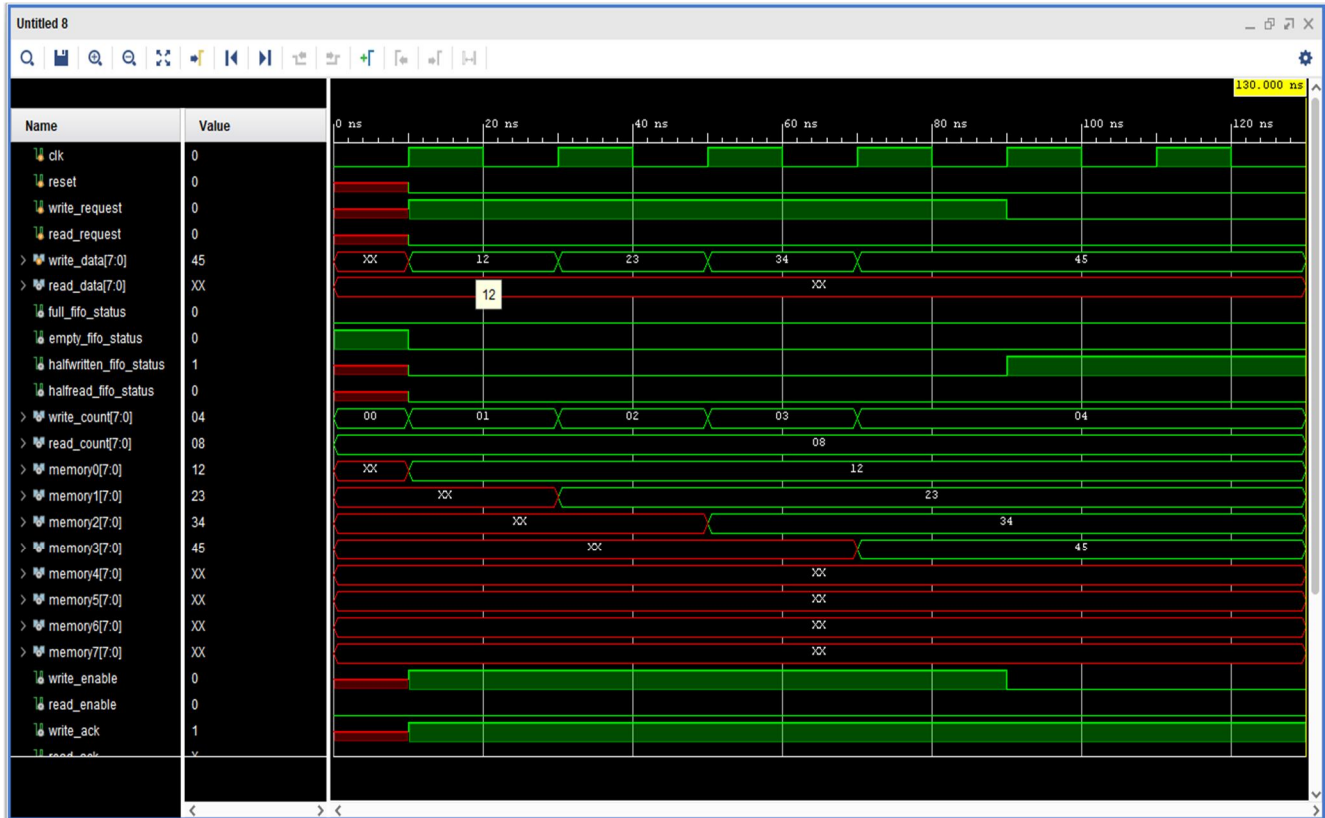 Untitled 8
130.000 ns
Name Value 0 ns 20 ns 40 ns 60 ns 80 ns 100 ns 120 ns
clk 0
reset 0
write_request 0
read_request 0
write_data[7:0] 45 XX 12 23 34 45
read_data[7:0] XX XX
12
full_fifo_status 0
empty_fifo_status 0
halfwritten_fifo_status 1
halfread_fifo_status 0
write_count[7:0] 04 00 01 02 03 04
read_count[7:0] 08 08
memory0[7:0] 12 XX 12
memory1[7:0] 23 XX 23
memory2[7:0] 34 XX 34
memory3[7:0] 45 XX 45
memory4[7:0] XX XX
memory5[7:0] XX XX
memory6[7:0] XX XX
memory7[7:0] XX XX
write_enable 0
read_enable 0
write_ack 1
read_ack X